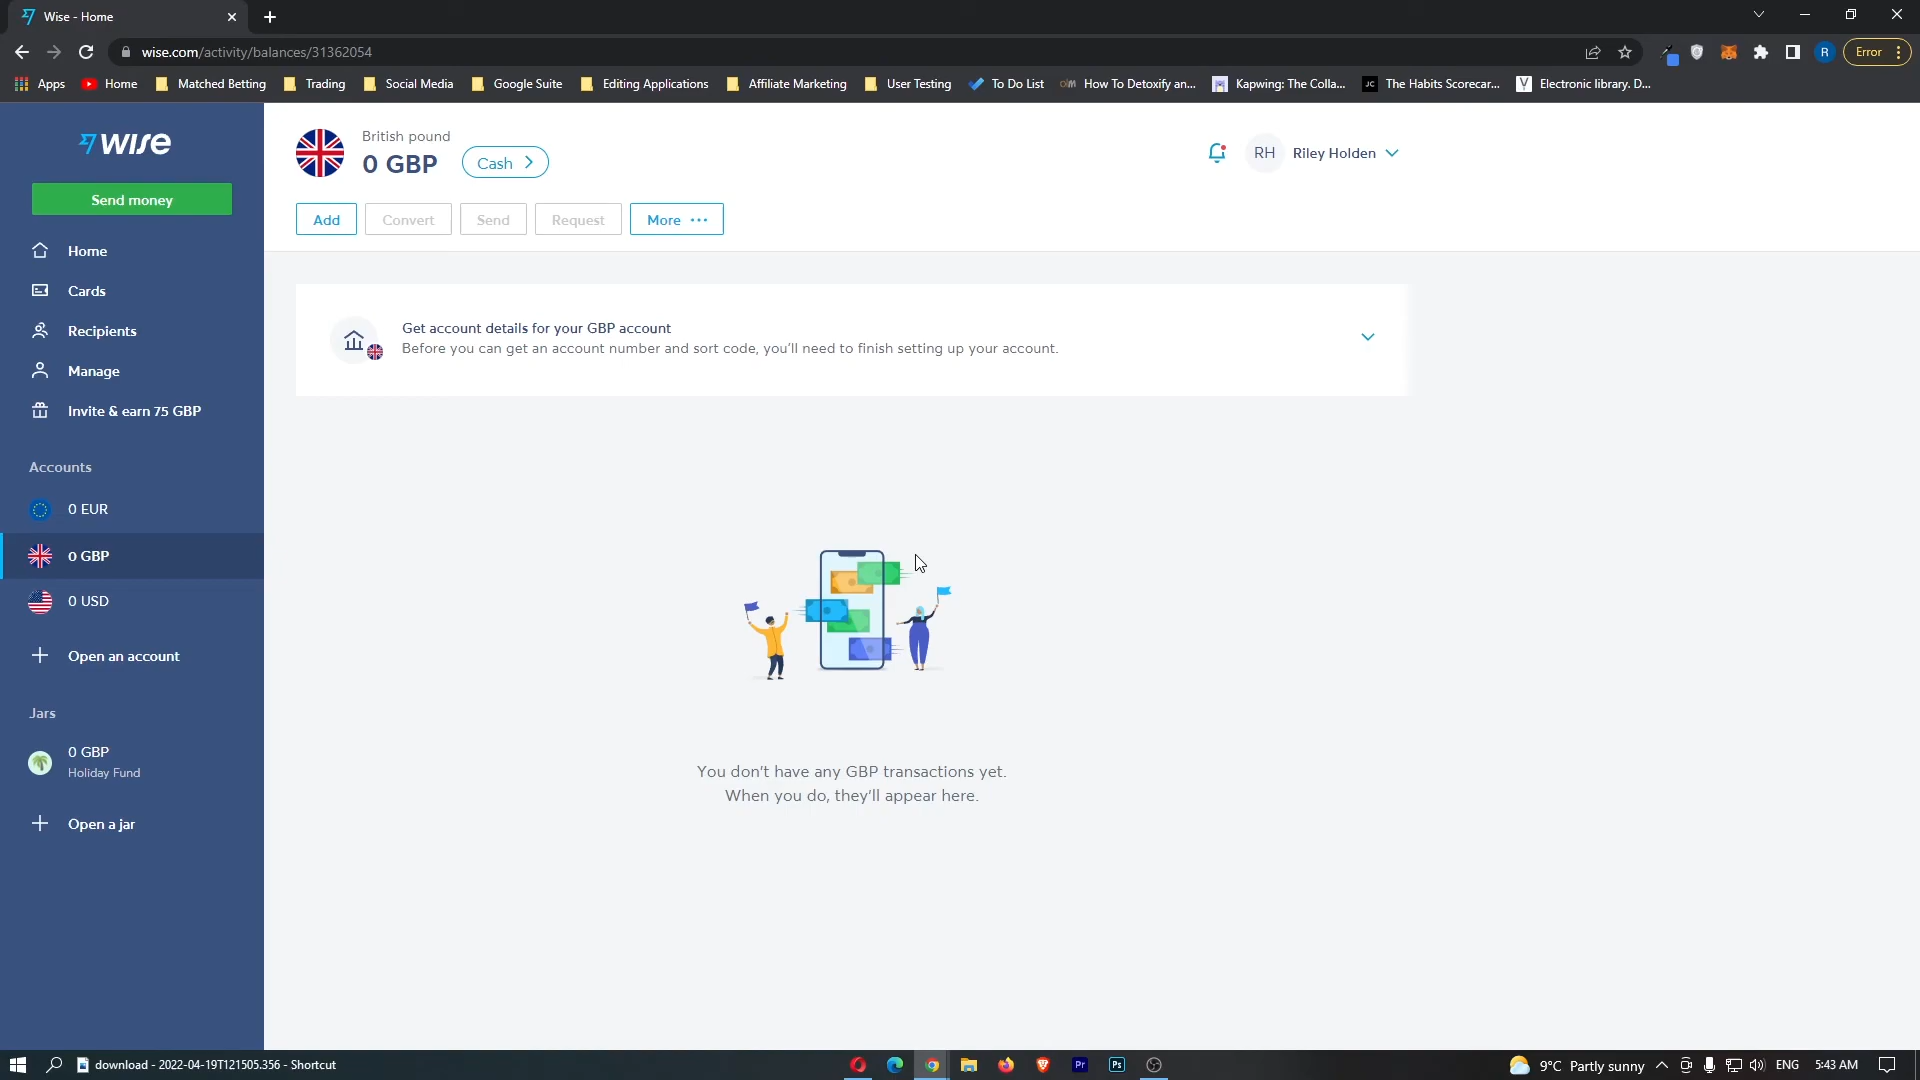 Wise - Home
wise.com/activity/balances/31362054
Error
Apps
Home
Matched Betting
Trading
Social Media
Google Suite
Editing Applications
Affiliate Marketing
User Testing
To Do List
How To Detoxify an...
Kapwing: The Colla...
JC
The Habits Scorecar...
Electronic library. D...
R
WISE
Send money
Home
Cards
Recipients
Manage
Invite & earn 75 GBP
Accounts
0 EUR
0 GBP
0 USD
Open an account
Jars
0 GBP
Holiday Fund
Open a jar
British pound
0 GBP
Cash
RH
Riley Holden
Add
Convert
Send
Request
More
Get account details for your GBP account
Before you can get an account number and sort code, you'll need to finish setting up your account.
You don't have any GBP transactions yet.
When you do, they'll appear here.
download - 2022-04-19T121505.356 - Shortcut
Pr
Ps
9°C Partly sunny
ENG
5:43 AM